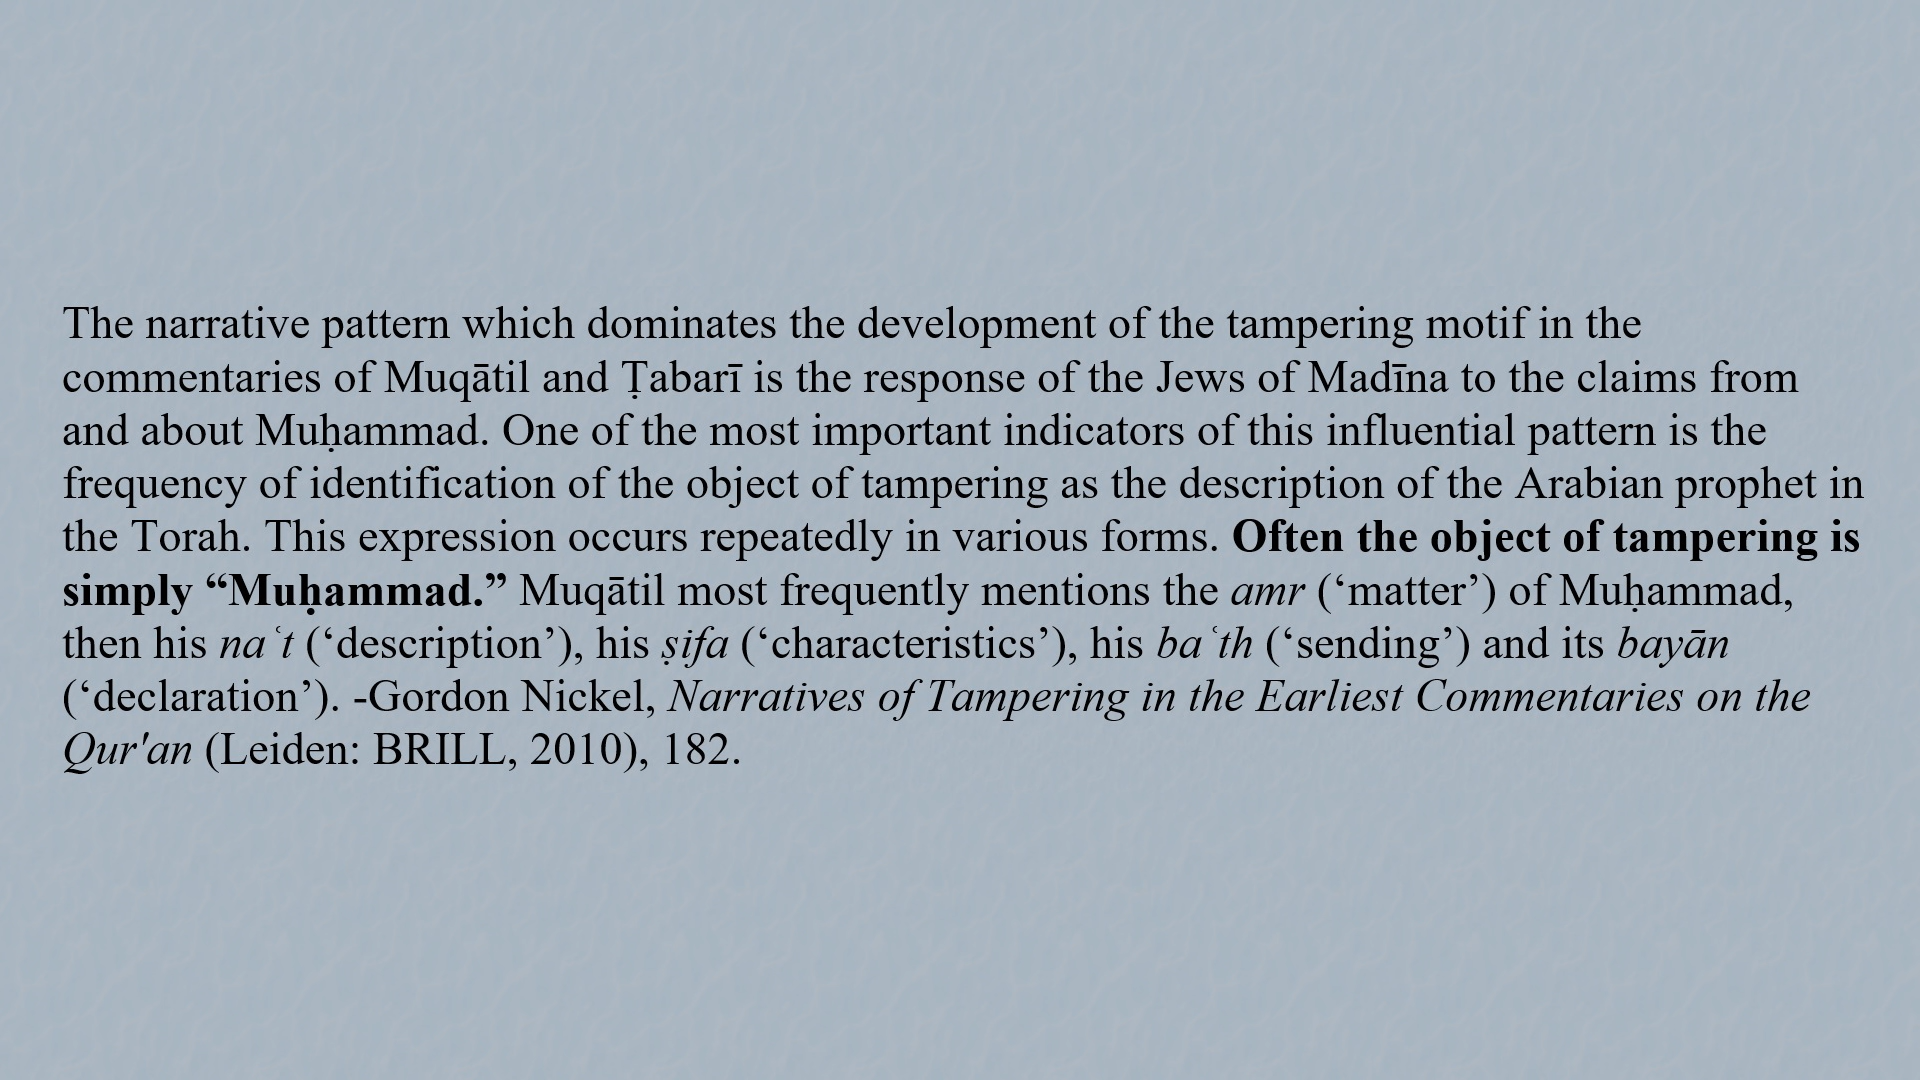 The narrative pattern which dominates the development of the tampering motif in the
commentaries of Muqātil and Ṭabarī is the response of the Jews of Madīna to the claims from
and about Muḥammad. One of the most important indicators of this influential pattern is the
frequency of identification of the object of tampering as the description of the Arabian prophet in
the Torah. This expression occurs repeatedly in various forms. Often the object of tampering is
simply “Muḥammad.” Muqātil most frequently mentions the amr (‘matter’) of Muḥammad,
then his naʿt (‘description’), his ṣifa (‘characteristics’), his baʿth (‘sending’) and its bayān
(‘declaration’). -Gordon Nickel, Narratives of Tampering in the Earliest Commentaries on the
Qur'an (Leiden: BRILL, 2010), 182.